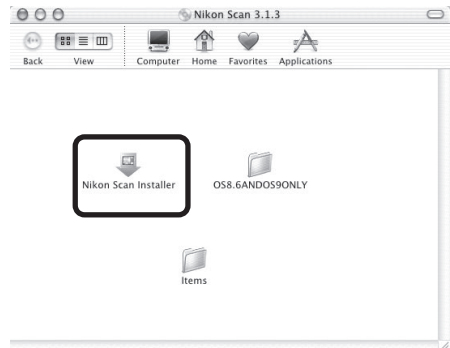 Nikon Scan 3.1.3
Back View Computer Home Favorites Applications
Nikon Scan Installer OS8.6ANDOS9ONLY
Items